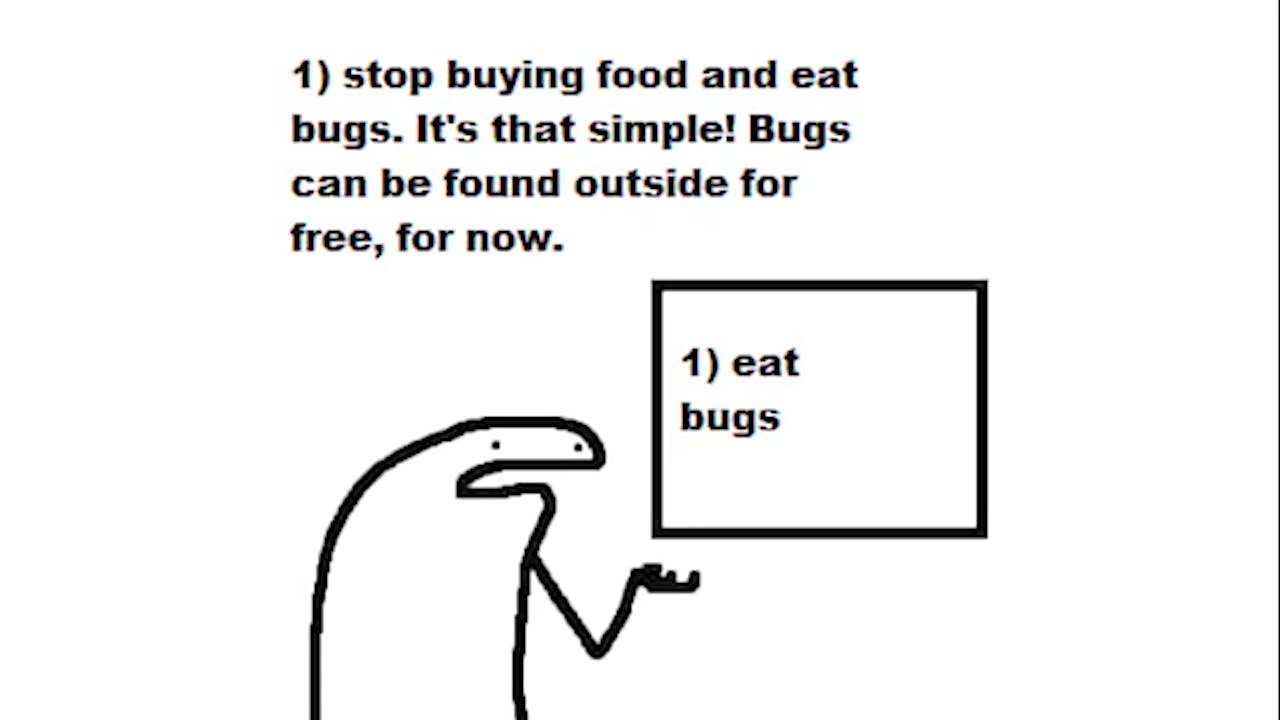 1) stop buying food and eat
bugs. It's that simple! Bugs
can be found outside for
free, for now.
1) eat
bugs